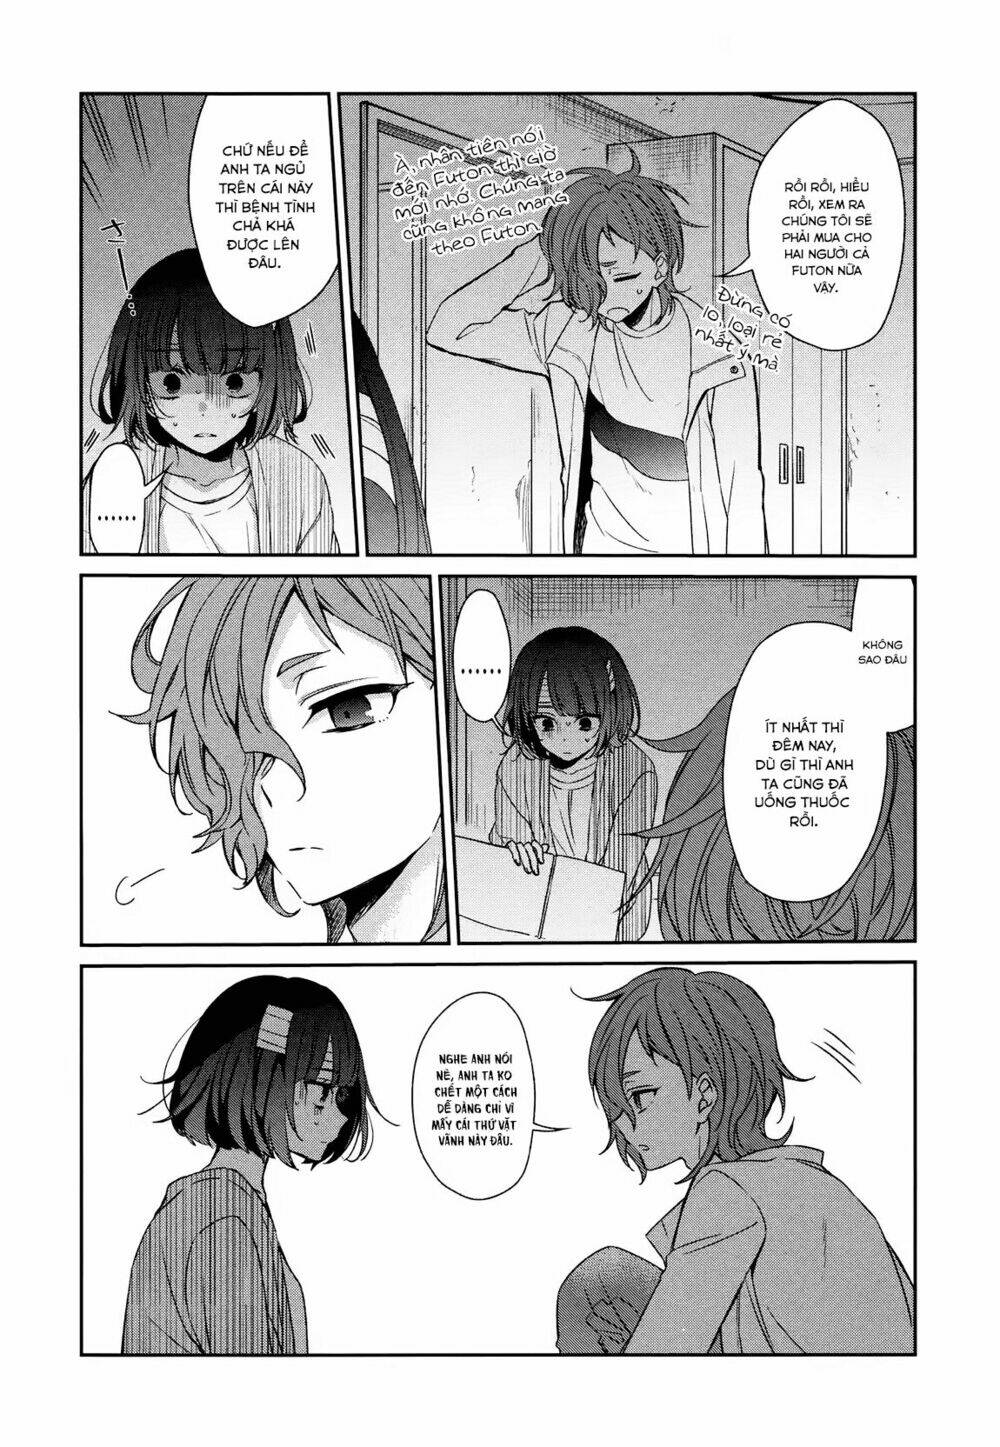 RỒI RỒI, HIỂU
RỒI, XEM RA
CHÚNG TÔI SẼ
PHẢI MUA CHO
HAI NGƯỜI CẢ
FUTON NỮA
VẬY.
À, nhân tiện nói
đến Futon thì giờ
mới nhớ. Chúng ta
cũng không mang
theo Futon.
Đừng có
lo, loại rẻ
nhất ý mà
CHỨ NẾU ĐỂ
ANH TA NGỦ
TRÊN CÁI NÀY
THÌ BỆNH TÌNH
CHẢ KHÁ
ĐƯỢC LÊN
ĐÂU.
......
KHÔNG
SAO ĐÂU
ÍT NHẤT THÌ
ĐÊM NAY,
DÙ GÌ THÌ ANH
TA CŨNG ĐÃ
UỐNG THUỐC
RỒI.
......
NGHE ANH NÓI
NÈ, ANH TA KO
CHẾT MỘT CÁCH
DỄ DÀNG CHỈ VÌ
MẤY CÁI THỨ VẶT
VÃNH NÀY ĐÂU.